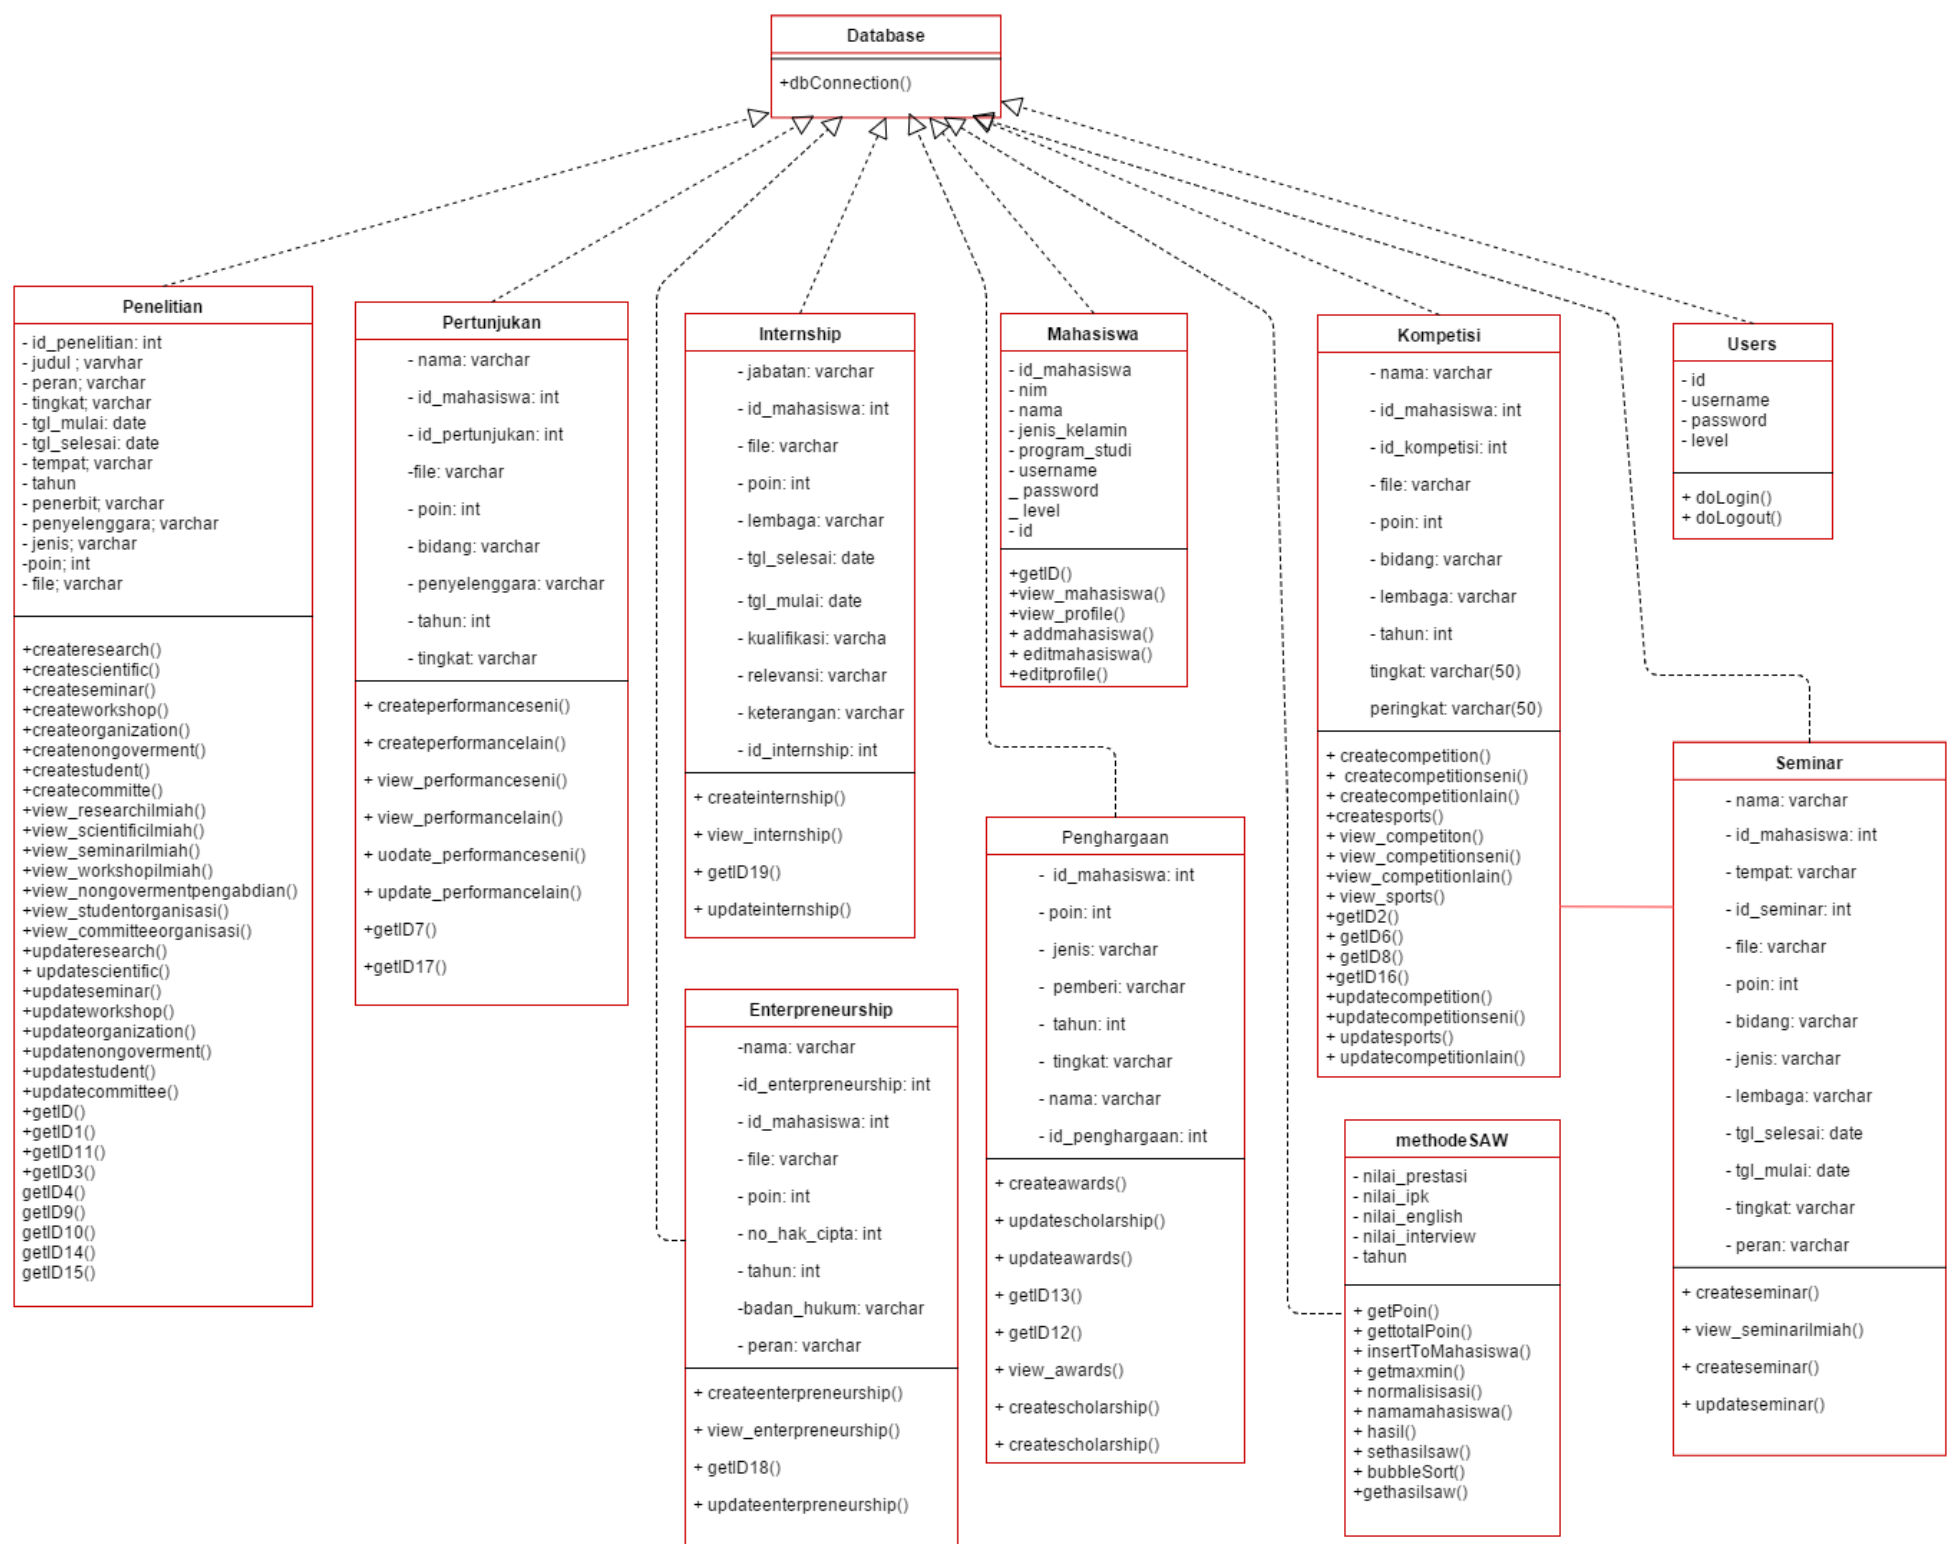 Database
+dbConnection()
Penelitian
- id_penelitian: int
- judul ; varvhar
- peran; varchar
- tingkat; varchar
- tgl_mulai: date
- tgl_selesai: date
- tempat; varchar
- tahun
- penerbit; varchar
- penyelenggara; varchar
- jenis; varchar
-poin; int
- file; varchar
+createresearch()
+createscientific()
+createseminar()
+createworkshop()
+createorganization()
+createnongoverment()
+createstudent()
+createcommitte()
+view_researchilmiah()
+view_scientificilmiah()
+view_seminarilmiah()
+view_workshopilmiah()
+view_nongovermentpengabdian()
+view_studentorganisasi()
+view_committeeorganisasi()
+updateresearch()
+ updatescientific()
+updateseminar()
+updateworkshop()
+updateorganization()
+updatenongoverment()
+updatestudent()
+updatecommittee()
+getID()
+getID1()
+getID11()
+getID3()
getID4()
getID9()
getID10()
getID14()
getID15()
Pertunjukan
- nama: varchar
- id_mahasiswa: int
- id_pertunjukan: int
-file: varchar
- poin: int
- bidang: varchar
- penyelenggara: varchar
- tahun: int
- tingkat: varchar
+ createperformanceseni()
+ createperformancelain()
+ view_performanceseni()
+ view_performancelain()
+ uodate_performanceseni()
+ update_performancelain()
+getID7()
+getID17()
Internship
- jabatan: varchar
- id_mahasiswa: int
- file: varchar
- poin: int
- lembaga: varchar
- tgl_selesai: date
- tgl_mulai: date
- kualifikasi: varcha
- relevansi: varchar
- keterangan: varchar
- id_internship: int
+ createinternship()
+ view_internship()
+ getID19()
+ updateinternship()
Enterpreneurship
-nama: varchar
-id_enterpreneurship: int
- id_mahasiswa: int
- file: varchar
- poin: int
- no_hak_cipta: int
- tahun: int
-badan_hukum: varchar
- peran: varchar
+ createenterpreneurship()
+ view_enterpreneurship()
+ getID18()
+ updateenterpreneurship()
Mahasiswa
- id_mahasiswa
- nim
- nama
- jenis_kelamin
- program_studi
- username
_ password
_ level
- id
+getID()
+view_mahasiswa()
+view_profile()
+ addmahasiswa()
+ editmahasiswa()
+editprofile()
Penghargaan
- id_mahasiswa: int
- poin: int
- jenis: varchar
- pemberi: varchar
- tahun: int
- tingkat: varchar
- nama: varchar
- id_penghargaan: int
+ createawards()
+ updatescholarship()
+ updateawards()
+ getID13()
+ getID12()
+ view_awards()
+ createscholarship()
+ createscholarship()
Kompetisi
- nama: varchar
- id_mahasiswa: int
- id_kompetisi: int
- file: varchar
- poin: int
- bidang: varchar
- lembaga: varchar
- tahun: int
tingkat: varchar(50)
peringkat: varchar(50)
+ createcompetition()
+ createcompetitionseni()
+ createcompetitionlain()
+createsports()
+ view_competiton()
+ view_competitionseni()
+view_competitionlain()
+ view_sports()
+getID2()
+ getID6()
+ getID8()
+getID16()
+updatecompetition()
+updatecompetitionseni()
+ updatesports()
+ updatecompetitionlain()
methodeSAW
- nilai_prestasi
- nilai_ipk
- nilai_english
- nilai_interview
- tahun
+ getPoin()
+ gettotalPoin()
+ insertToMahasiswa()
+ getmaxmin()
+ normalisisasi()
+ namamahasiswa()
+ hasil()
+ sethasilsaw()
+ bubbleSort()
+gethasilsaw()
Users
- id
- username
- password
- level
+ doLogin()
+ doLogout()
Seminar
- nama: varchar
- id_mahasiswa: int
- tempat: varchar
- id_seminar: int
- file: varchar
- poin: int
- bidang: varchar
- jenis: varchar
- lembaga: varchar
- tgl_selesai: date
- tgl_mulai: date
- tingkat: varchar
- peran: varchar
+ createseminar()
+ view_seminarilmiah()
+ createseminar()
+ updateseminar()